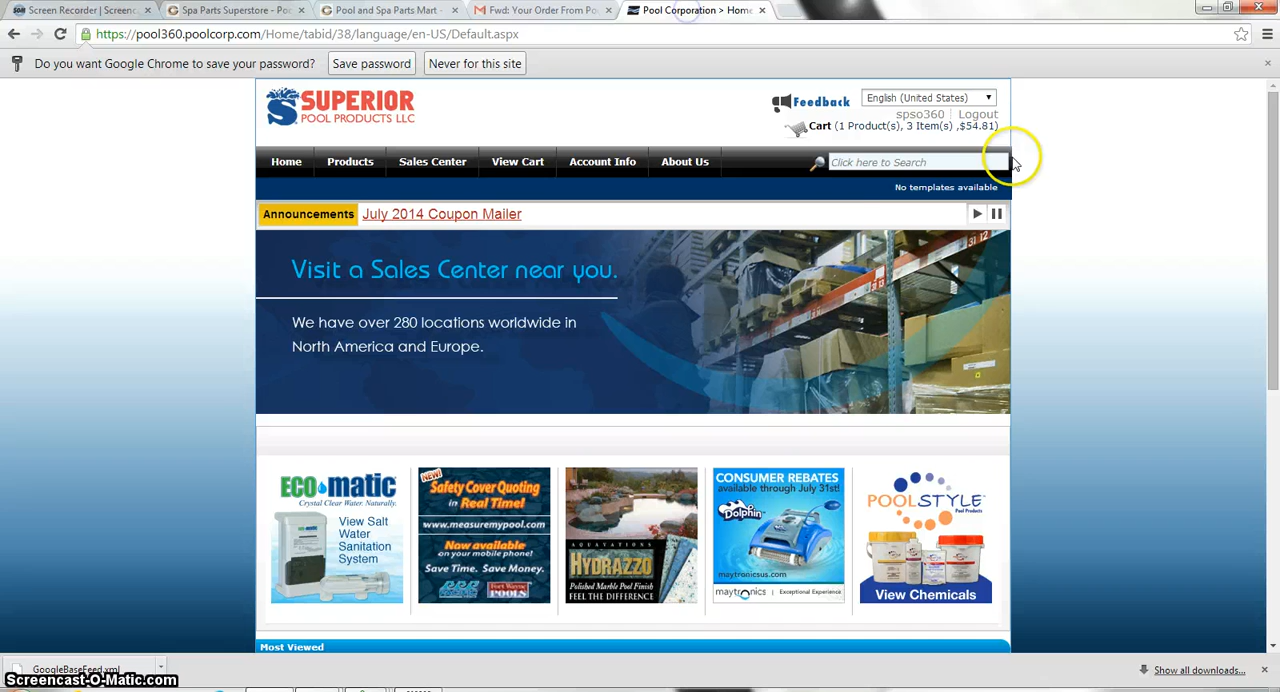 Screen Recorder | Screenc
Spa Parts Superstore - Poo
Pool and Spa Parts Mart -
Fwd: Your Order From Po
Pool Corporation > Home
https://pool360.poolcorp.com/Home/tabid/38/language/en-US/Default.aspx
Do you want Google Chrome to save your password?
Save password
Never for this site
SUPERIOR
POOL PRODUCTS LLC
Feedback
English (United States)
spso360 | Logout
Cart (1 Product(s), 3 Item(s) ,$54.81)
Home
Products
Sales Center
View Cart
Account Info
About Us
Click here to Search
No templates available
Announcements
July 2014 Coupon Mailer
31 12
Visit a Sales Center near you.
We have over 280 locations worldwide in
North America and Europe.
ECOMATIC
Crystal Clear Water. Naturally.
View Salt
Water
Sanitation
System
NEW!
Safety Cover Quoting
in Real Time!
www.measuremypool.com
Now available
on your mobile phone!
Save Time. Save Money.
FORT WAYNE
POOLS
AQUAVATIONS
HYDRAZZO
Polished Marble Pool Finish
FEEL THE DIFFERENCE
CONSUMER REBATES
available through July 31st!
Dolphin
maytronicsus.com
maytronics | Exceptional Experience
POOLSTYLE
Pool Products
View Chemicals
Most Viewed
GoogleBaseFeed.xml
Show all downloads...
Screencast-O-Matic.com